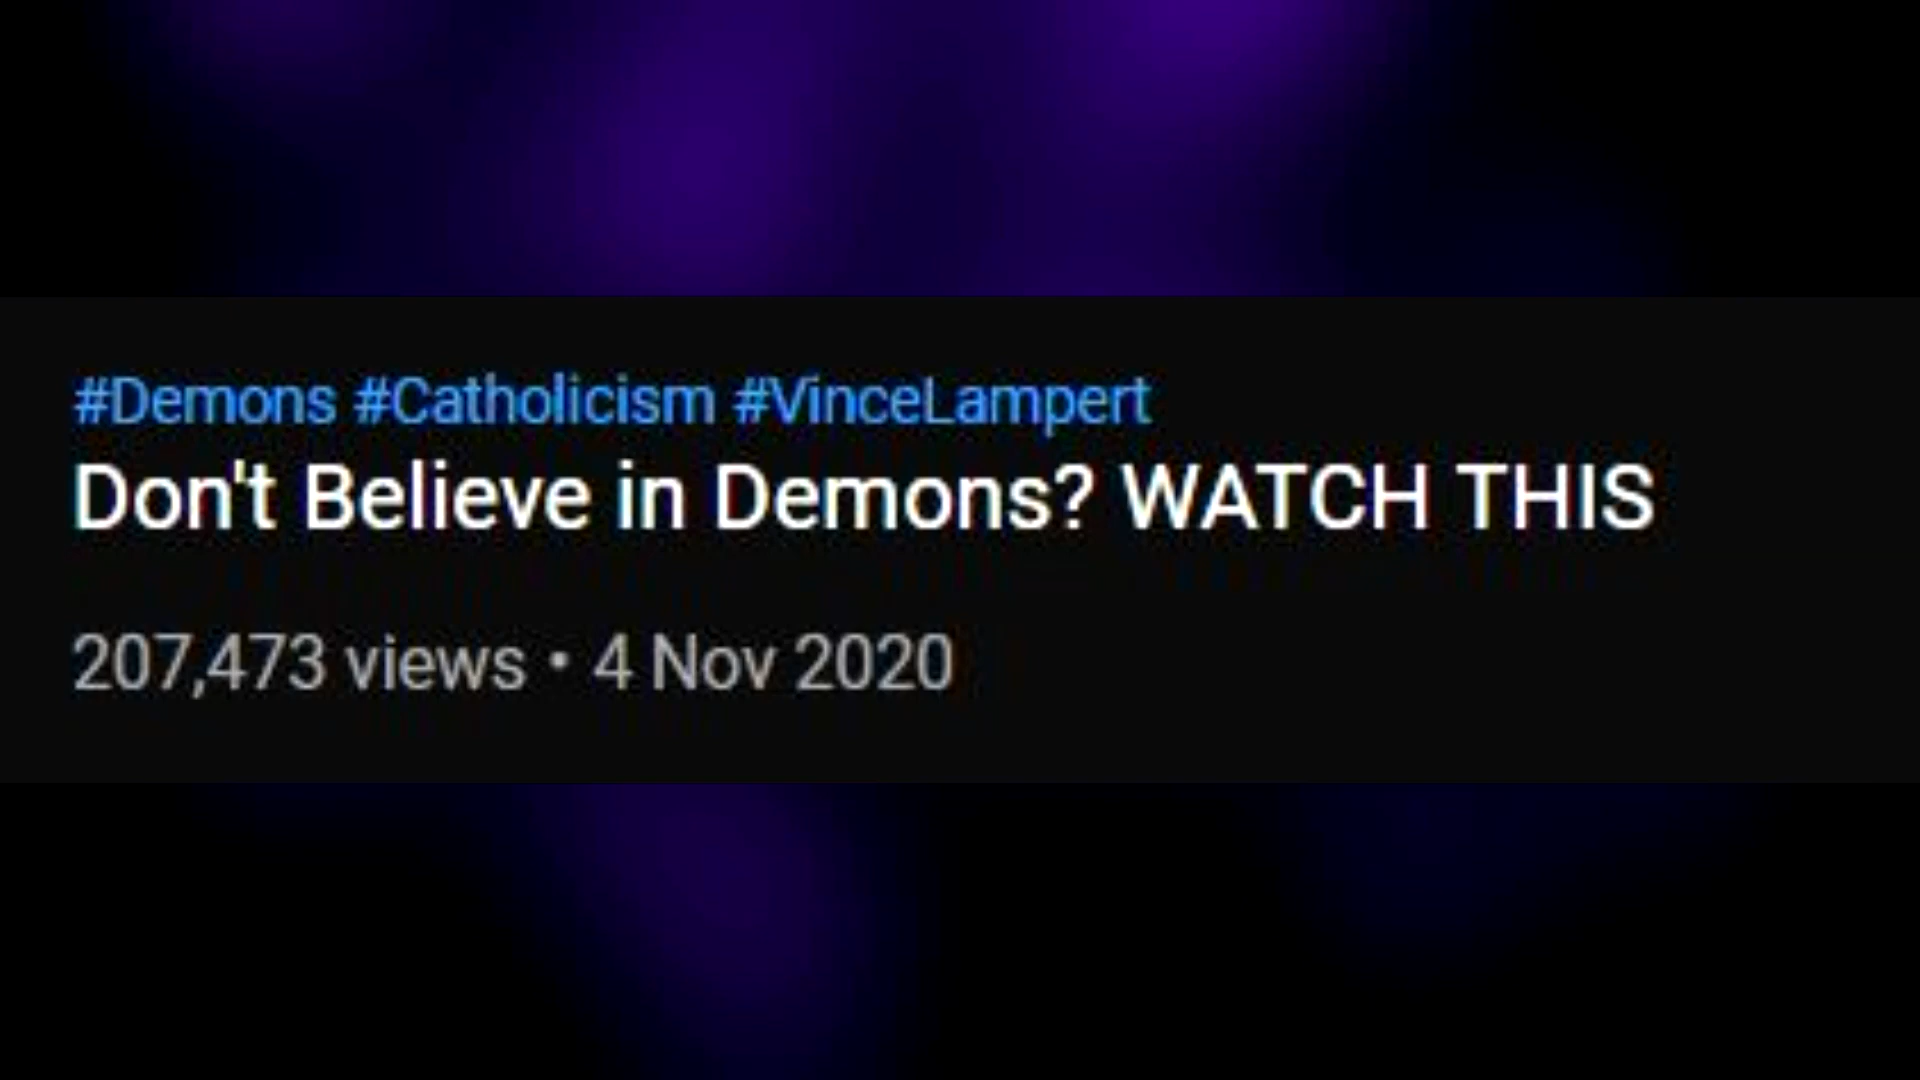 #Demons #Catholicism #VinceLampert
Don't Believe in Demons? WATCH THIS
207,473 views • 4 Nov 2020